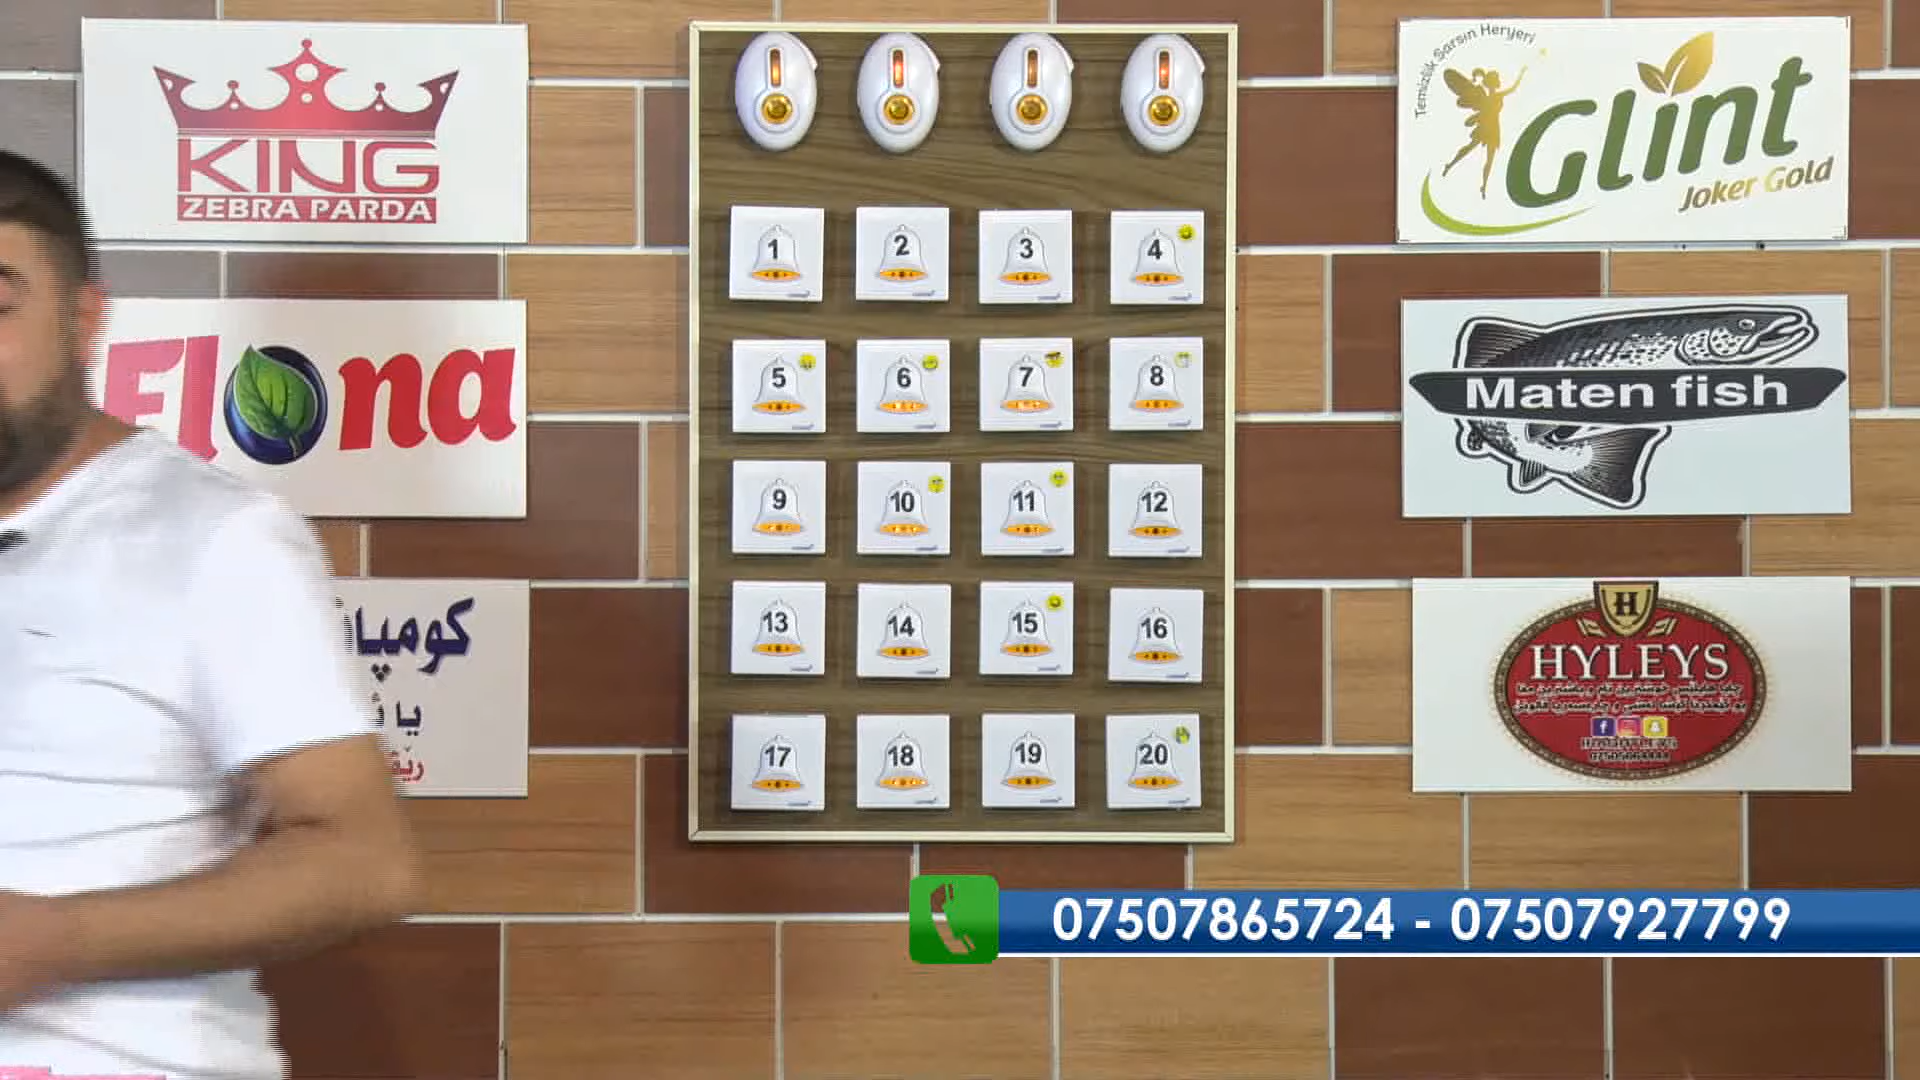 KING
ZEBRA PARDA
Flona
کومپا
یا
Temizlik Sarsın Heryeri
Glint
Joker Gold
Maten fish
H
HYLEYS
1
2
3
4
5
6
7
8
9
10
11
12
13
14
15
16
17
18
19
20
07507865724 - 07507927799